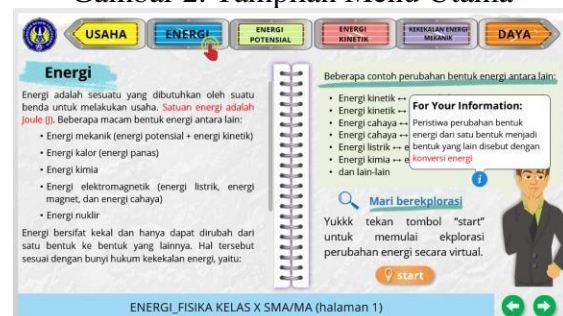 Gambar 2. Tampilan Menu Utama
USAHA
ENERGI
ENERGI
POTENSIAL
ENERGI
KINETIK
KEKEKALAN ENERGI
MEKANIK
DAYA
Energi
Energi adalah sesuatu yang dibutuhkan oleh suatu
benda untuk melakukan usaha. Satuan energi adalah
Joule (J). Beberapa macam bentuk energi antara lain:
• Energi mekanik (energi potensial + energi kinetik)
• Energi kalor (energi panas)
• Energi kimia
• Energi elektromagnetik (energi listrik, energi
magnet, dan energi cahaya)
• Energi nuklir
Energi bersifat kekal dan hanya dapat dirubah dari
satu bentuk ke bentuk yang lainnya. Hal tersebut
sesuai dengan bunyi hukum kekekalan energi, yaitu:
Beberapa contoh perubahan bentuk energi antara lain:
• Energi kinetik ↔
• Energi kinetik ↔
• Energi cahaya ↔
• Energi cahaya ↔
• Energi listrik ↔ e
• Energi kimia ↔ e
• dan lain-lain
For Your Information:
Peristiwa perubahan bentuk
energi dari satu bentuk menjadi
bentuk yang lain disebut dengan
konversi energi
i
Mari berekplorasi
Yukkk tekan tombol "start"
untuk memulai ekplorasi
perubahan energi secara virtual.
start
ENERGI_FISIKA KELAS X SMA/MA (halaman 1)